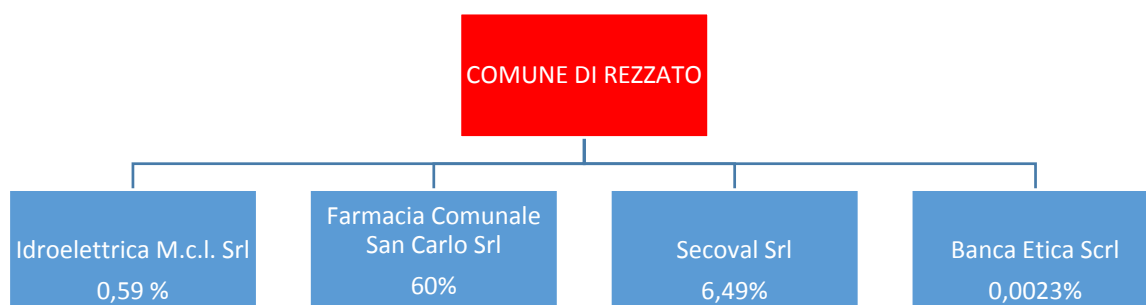 COMUNE DI REZZATO
Idroelettrica M.c.l. Srl
0,59 %
Farmacia Comunale
San Carlo Srl
60%
Secoval Srl
6,49%
Banca Etica Scrl
0,0023%